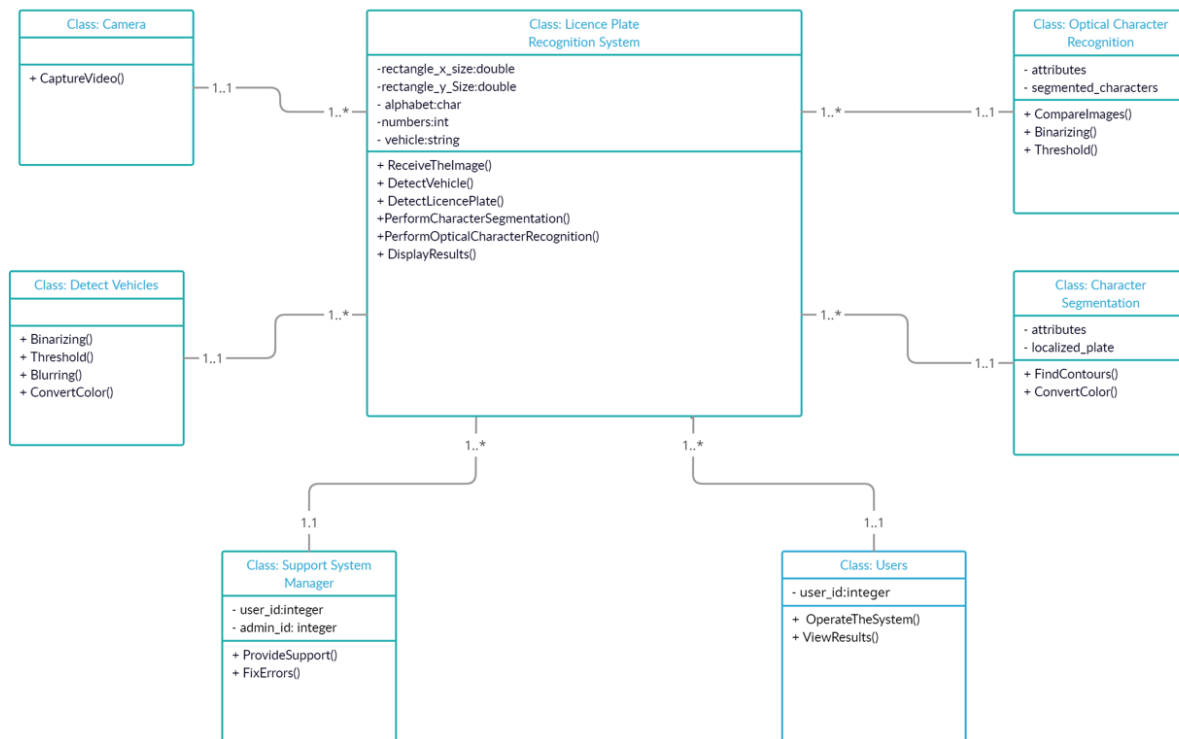 Class: Camera
+ CaptureVideo()
1..1
1..*
Class: Licence Plate
Recognition System
-rectangle_x_size:double
-rectangle_y_Size:double
- alphabet:char
-numbers:int
- vehicle:string
+ ReceiveTheImage()
+ DetectVehicle()
+ DetectLicencePlate()
+PerformCharacterSegmentation()
+PerformOpticalCharacterRecognition()
+ DisplayResults()
1..*
1..1
Class: Optical Character
Recognition
- attributes
- segmented_characters
+ CompareImages()
+ Binarizing()
+ Threshold()
Class: Detect Vehicles
+ Binarizing()
+ Threshold()
+ Blurring()
+ ConvertColor()
1..1
1..*
1..*
1..1
Class: Character
Segmentation
- attributes
- localized_plate
+ FindContours()
+ ConvertColor()
1..*
1..*
1.1
1..1
Class: Support System
Manager
- user_id:integer
- admin_id: integer
+ ProvideSupport()
+ FixErrors()
Class: Users
- user_id:integer
+ OperateTheSystem()
+ ViewResults()